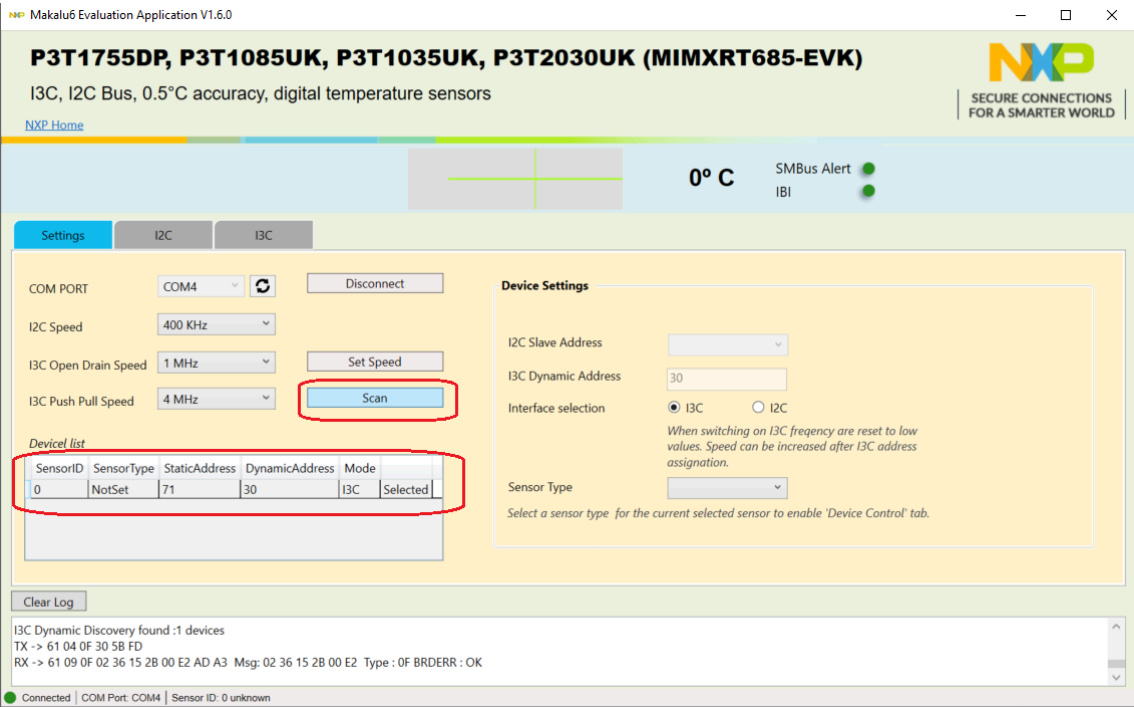 NXP Makalu6 Evaluation Application V1.6.0
P3T1755DP, P3T1085UK, P3T1035UK, P3T2030UK (MIMXRT685-EVK)
I3C, I2C Bus, 0.5°C accuracy, digital temperature sensors
NXP Home
NXP
SECURE CONNECTIONS
FOR A SMARTER WORLD
0º C
SMBus Alert
IBI
Settings
I2C
I3C
COM PORT
COM4
Disconnect
I2C Speed
400 KHz
I3C Open Drain Speed
1 MHz
Set Speed
I3C Push Pull Speed
4 MHz
Scan
Devicel list
SensorID SensorType StaticAddress DynamicAddress Mode
0 NotSet 71 30 I3C Selected
Device Settings
I2C Slave Address
I3C Dynamic Address
30
Interface selection
I3C
I2C
When switching on I3C freqency are reset to low
values. Speed can be increased after I3C address
assignation.
Sensor Type
Select a sensor type for the current selected sensor to enable 'Device Control' tab.
Clear Log
I3C Dynamic Discovery found :1 devices
TX -> 61 04 0F 30 5B FD
RX -> 61 09 0F 02 36 15 2B 00 E2 AD A3 Msg: 02 36 15 2B 00 E2 Type : 0F BRDERR : OK
Connected
COM Port: COM4
Sensor ID: 0 unknown